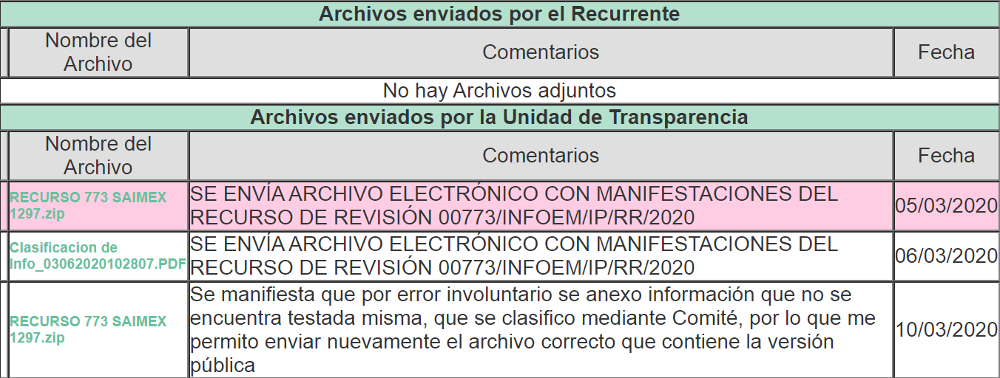 Archivos enviados por el Recurrente
Nombre del
Archivo
Comentarios
Fecha
No hay Archivos adjuntos
Archivos enviados por la Unidad de Transparencia
Nombre del
Archivo
Comentarios
Fecha
RECURSO 773 SAIMEX
1297.zip
SE ENVÍA ARCHIVO ELECTRÓNICO CON MANIFESTACIONES DEL
RECURSO DE REVISIÓN 00773/INFOEM/IP/RR/2020
05/03/2020
Clasificacion de
Info_03062020102807.PDF
SE ENVÍA ARCHIVO ELECTRÓNICO CON MANIFESTACIONES DEL
RECURSO DE REVISIÓN 00773/INFOEM/IP/RR/2020
06/03/2020
RECURSO 773 SAIMEX
1297.zip
Se manifiesta que por error involuntario se anexo información que no se
encuentra testada misma, que se clasifico mediante Comité, por lo que me
permito enviar nuevamente el archivo correcto que contiene la versión
pública
10/03/2020